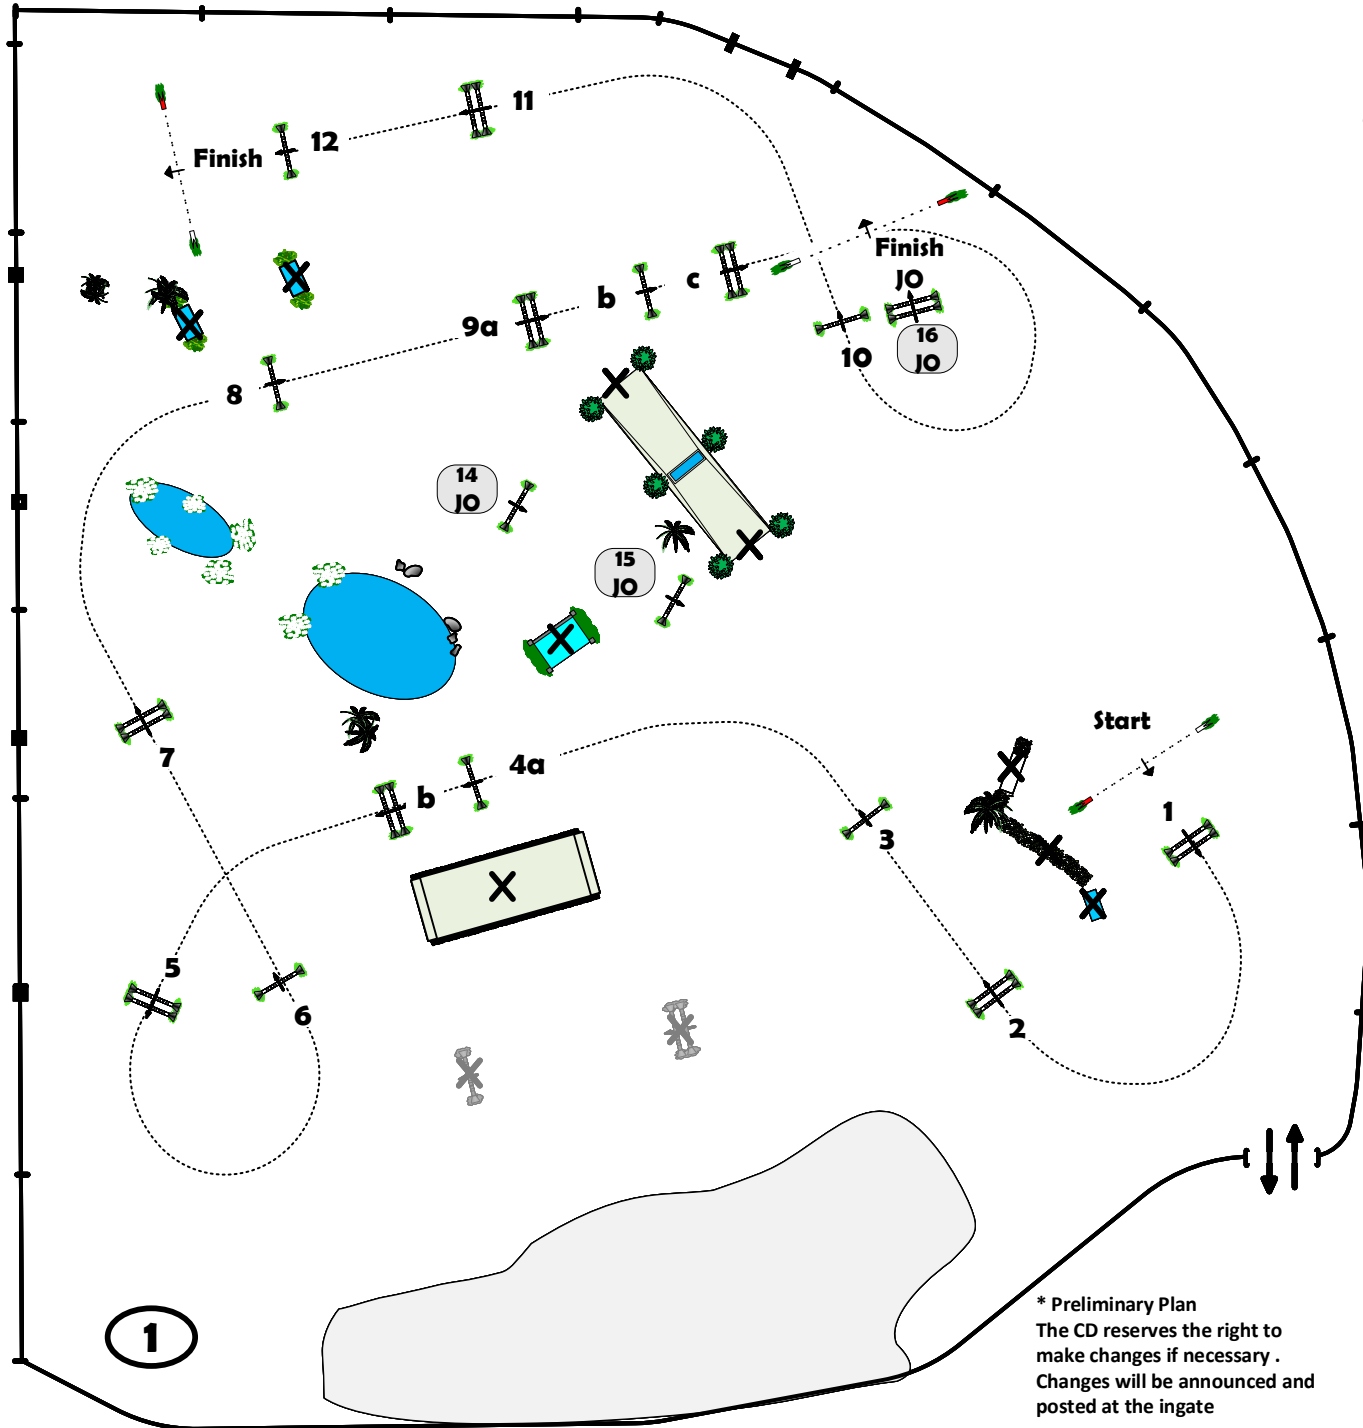 11
12
Finish
Finish
JO
c
b
9a
16
JO
10
8
14
JO
15
JO
Start
7
4a
b
1
3
5
6
2
1
* Preliminary Plan
The CD reserves the right to
make changes if necessary .
Changes will be announced and
posted at the ingate